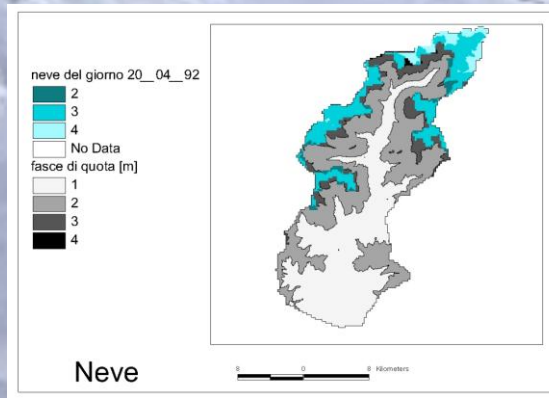 neve del giorno 20__04__92
2
3
4
No Data
fasce di quota [m]
1
2
3
4
Neve
8 0 8 Kilometers